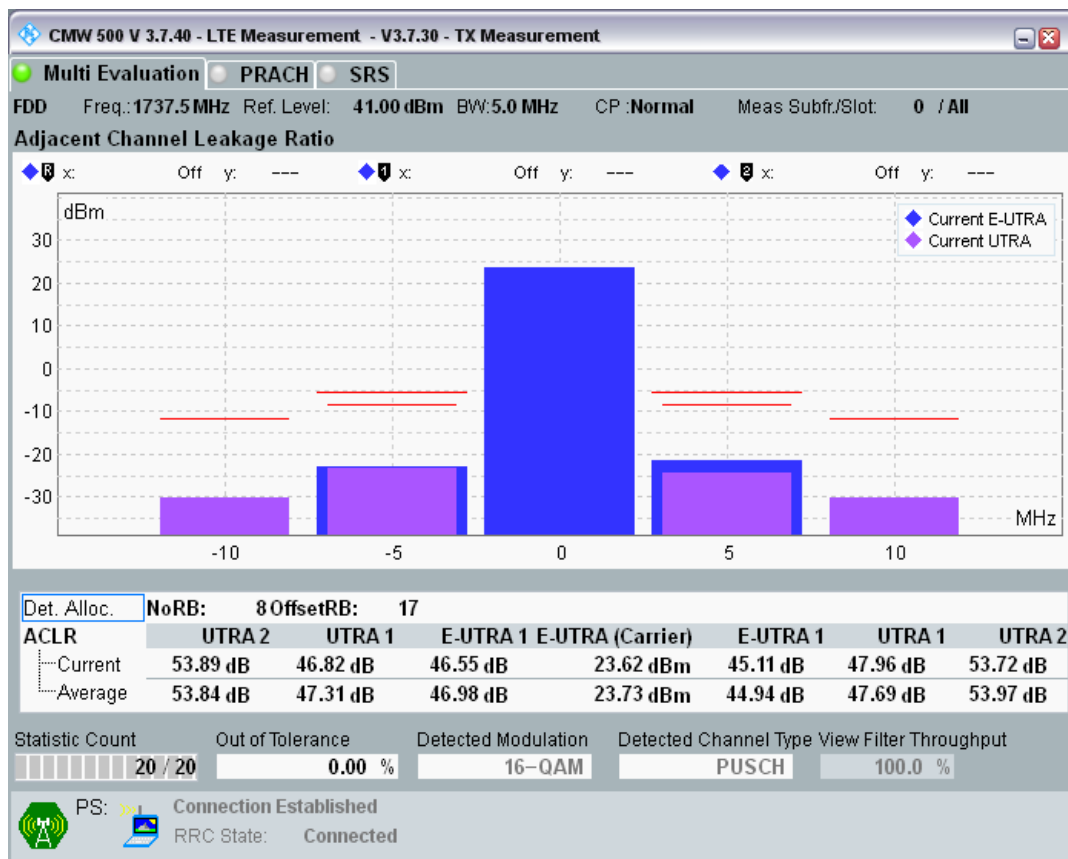 CMW 500 V 3.7.40 - LTE Measurement - V3.7.30 - TX Measurement
Multi Evaluation PRACH SRS
FDD Freq.:1737.5 MHz Ref. Level: 41.00 dBm BW:5.0 MHz CP :Normal Meas Subfr./Slot: 0 / All
Adjacent Channel Leakage Ratio
R x: Off y: --- 1 x: Off y: --- 2 x: Off y: ---
dBm
Current E-UTRA
Current UTRA
30
20
10
0
-10
-20
-30
MHz
-10 -5 0 5 10
Det. Alloc. NoRB: 8 OffsetRB: 17
ACLR UTRA 2 UTRA 1 E-UTRA 1 E-UTRA (Carrier) E-UTRA 1 UTRA 1 UTRA 2
Current 53.89 dB 46.82 dB 46.55 dB 23.62 dBm 45.11 dB 47.96 dB 53.72 dB
Average 53.84 dB 47.31 dB 46.98 dB 23.73 dBm 44.94 dB 47.69 dB 53.97 dB
Statistic Count Out of Tolerance Detected Modulation Detected Channel Type View Filter Throughput
20 / 20 0.00 % 16-QAM PUSCH 100.0 %
PS: Connection Established
RRC State: Connected